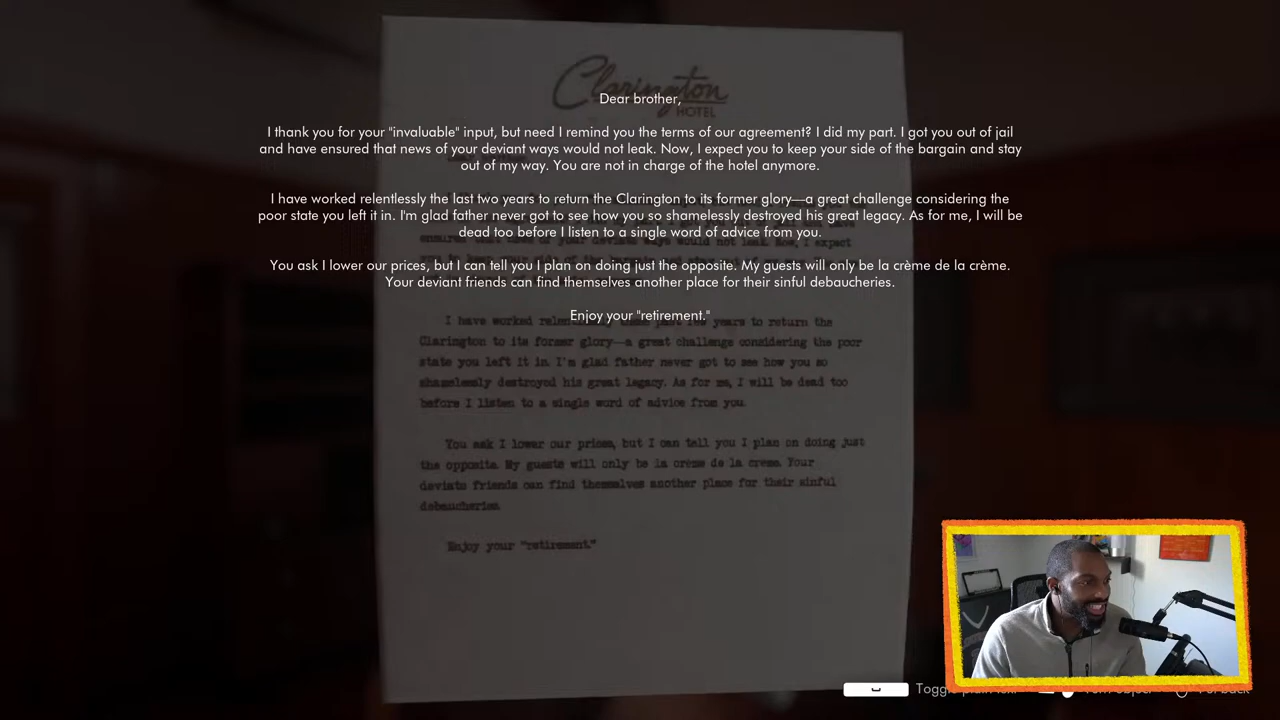 Clarington
HOTEL
Dear brother,
I thank you for your "invaluable" input, but need I remind you the terms of our agreement? I did my part. I got you out of jail
and have ensured that news of your deviant ways would not leak. Now, I expect you to keep your side of the bargain and stay
out of my way. You are not in charge of the hotel anymore.
I have worked relentlessly the last two years to return the Clarington to its former glory—a great challenge considering the
poor state you left it in. I'm glad father never got to see how you so shamelessly destroyed his great legacy. As for me, I will be
dead too before I listen to a single word of advice from you.
You ask I lower our prices, but I can tell you I plan on doing just the opposite. My guests will only be la crème de la crème.
Your deviant friends can find themselves another place for their sinful debaucheries.
Enjoy your "retirement."
I have worked relentlessly these past few years to return the
Clarington to its former glory—a great challenge considering the poor
state you left it in. I'm glad father never got to see how you so
shamelessly destroyed his great legacy. As for me, I will be dead too
before I listen to a single word of advice from you.
You ask I lower our prices, but I can tell you I plan on doing just
the opposite. My guests will only be la crème de la creme. Your
deviate friends can find themselves another place for their sinful
debaucheries.
Enjoy your "retirement."